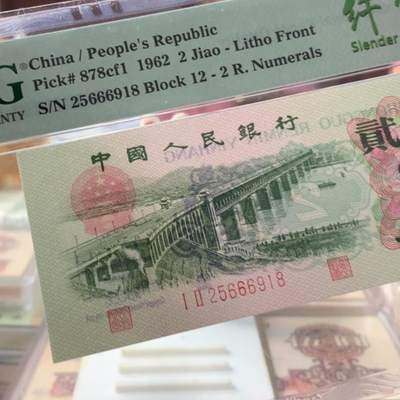 G
NTY
China / People's Republic
Pick# 878cf1 1962 2 Jiao - Litho Front
S/N 25666918 Block 12 - 2 R. Numerals
Slender
中國人民銀行
貳
I II 25666918